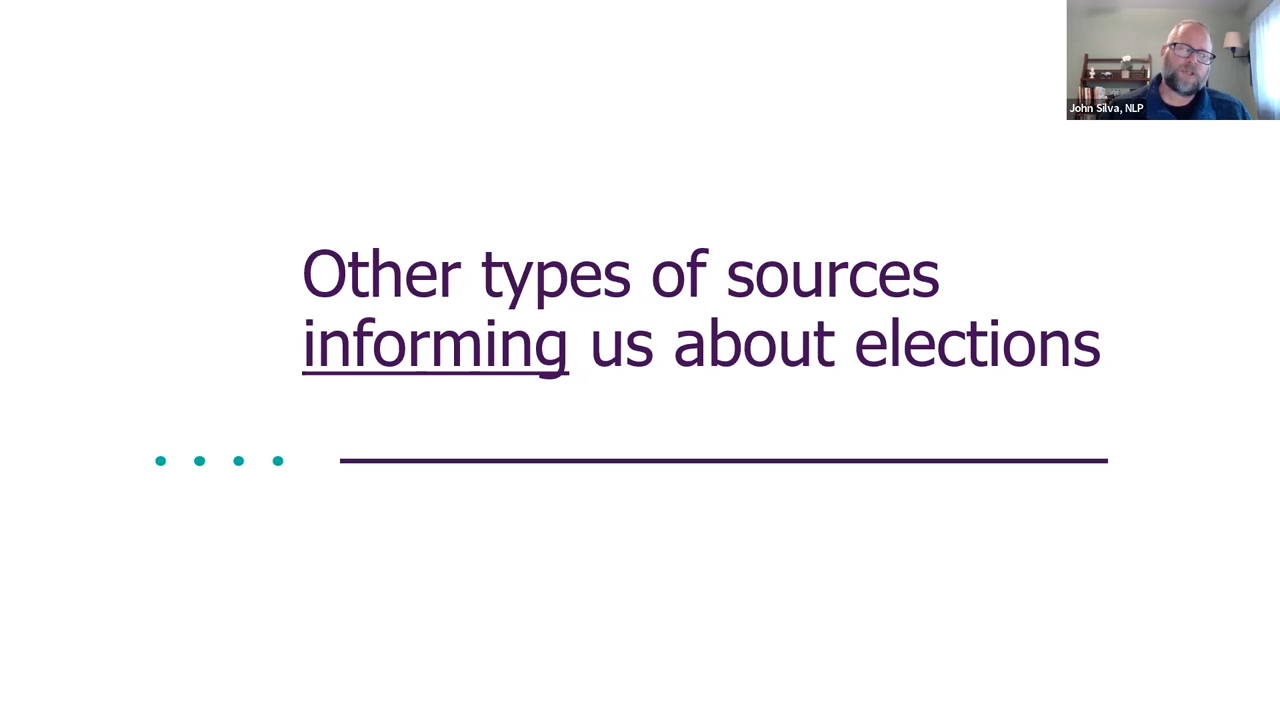 John Silva, NLP
Other types of sources
informing us about elections